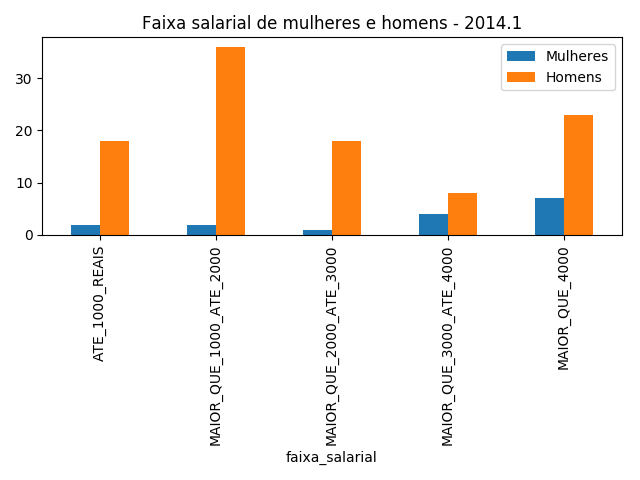 Faixa salarial de mulheres e homens - 2014.1
Mulheres
Homens
30
20
10
0
ATE_1000_REAIS
MAIOR_QUE_1000_ATE_2000
MAIOR_QUE_2000_ATE_3000
MAIOR_QUE_3000_ATE_4000
MAIOR_QUE_4000
faixa_salarial